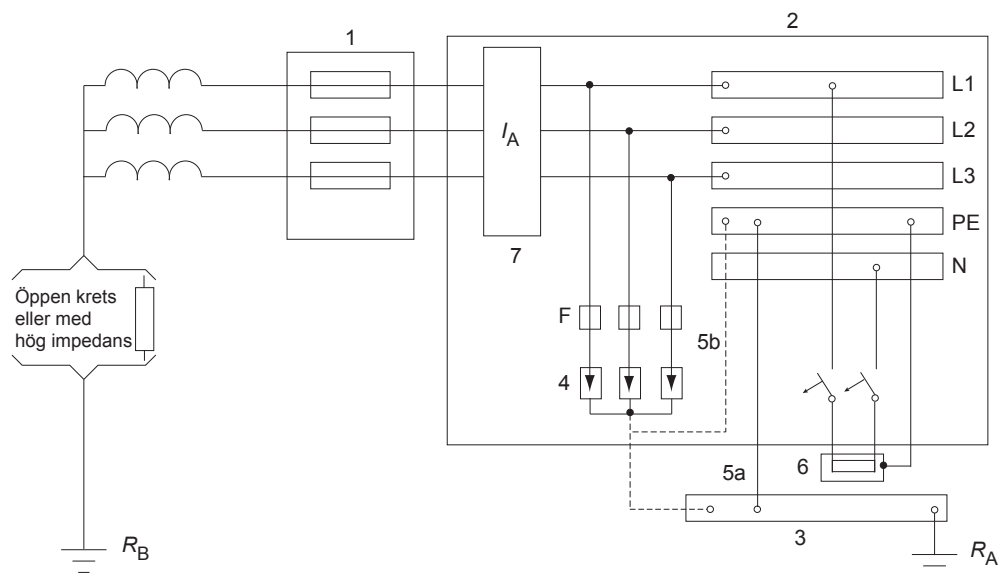 1
2
L1
I_A
L2
L3
PE
7
N
Öppen krets
eller med
hög impedans
F
5b
4
6
5a
3
R_B
R_A